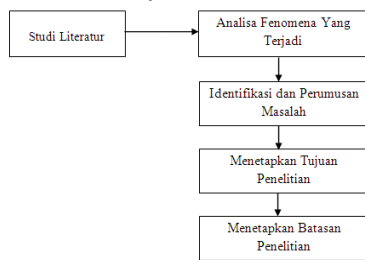 Studi Literatur
Analisa Fenomena Yang
Terjadi
Identifikasi dan Perumusan
Masalah
Menetapkan Tujuan
Penelitian
Menetapkan Batasan
Penelitian